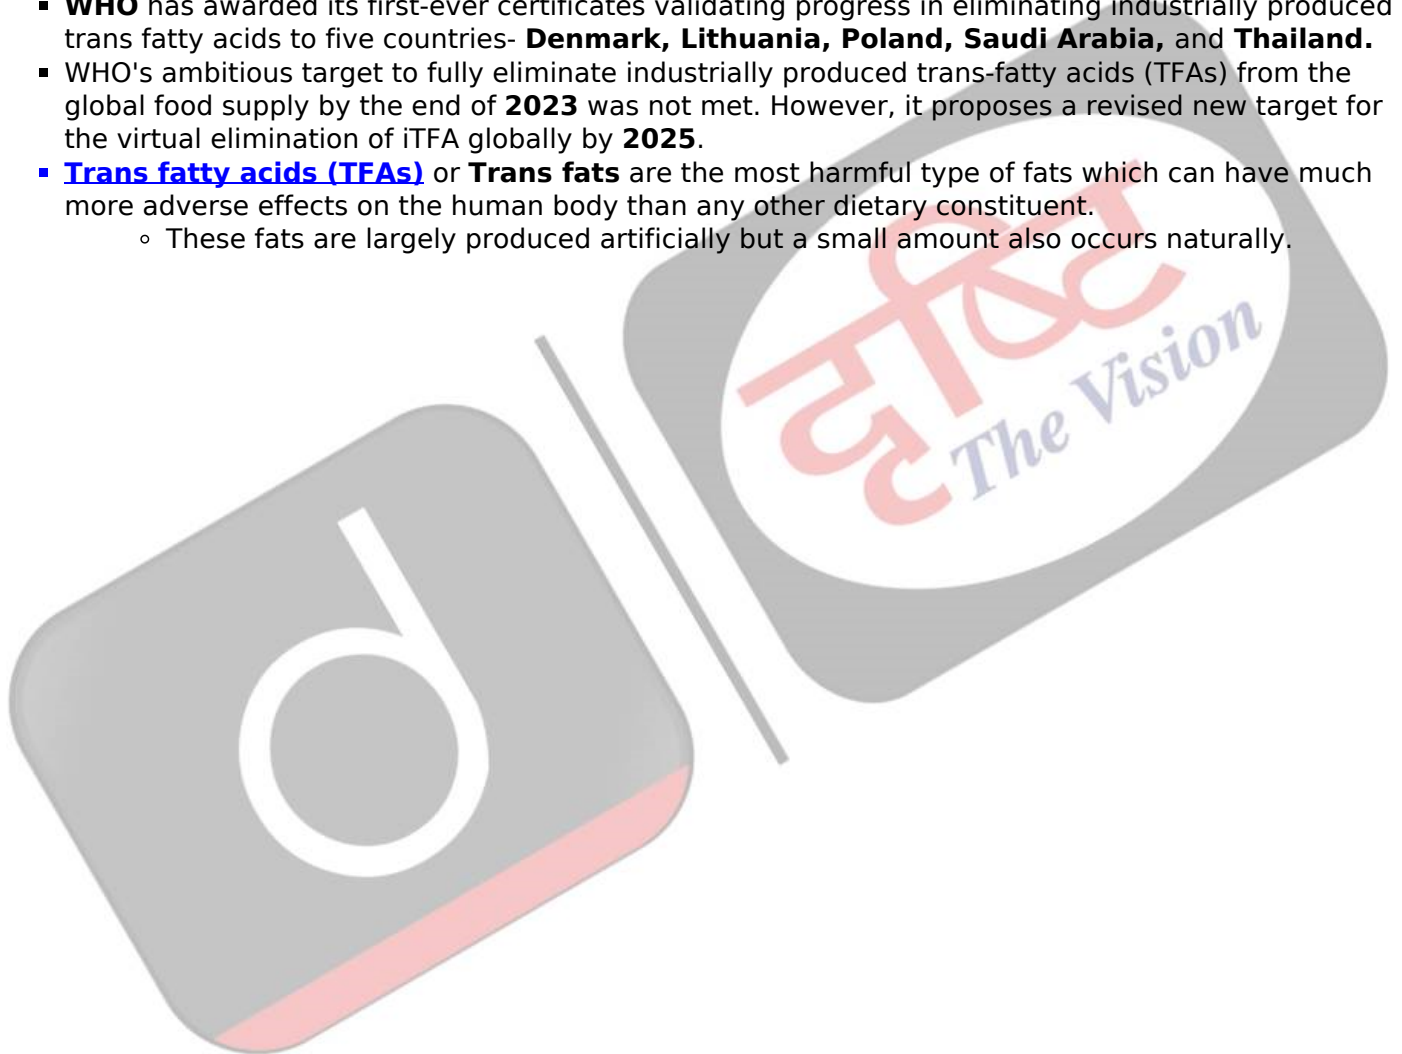 WHO has awarded its first-ever certificates validating progress in eliminating industrially produced
trans fatty acids to five countries- Denmark, Lithuania, Poland, Saudi Arabia, and Thailand.
WHO's ambitious target to fully eliminate industrially produced trans-fatty acids (TFAs) from the
global food supply by the end of 2023 was not met. However, it proposes a revised new target for
the virtual elimination of iTFA globally by 2025.
Trans fatty acids (TFAs) or Trans fats are the most harmful type of fats which can have much
more adverse effects on the human body than any other dietary constituent.
These fats are largely produced artificially but a small amount also occurs naturally.
दृष्टि
The Vision
d